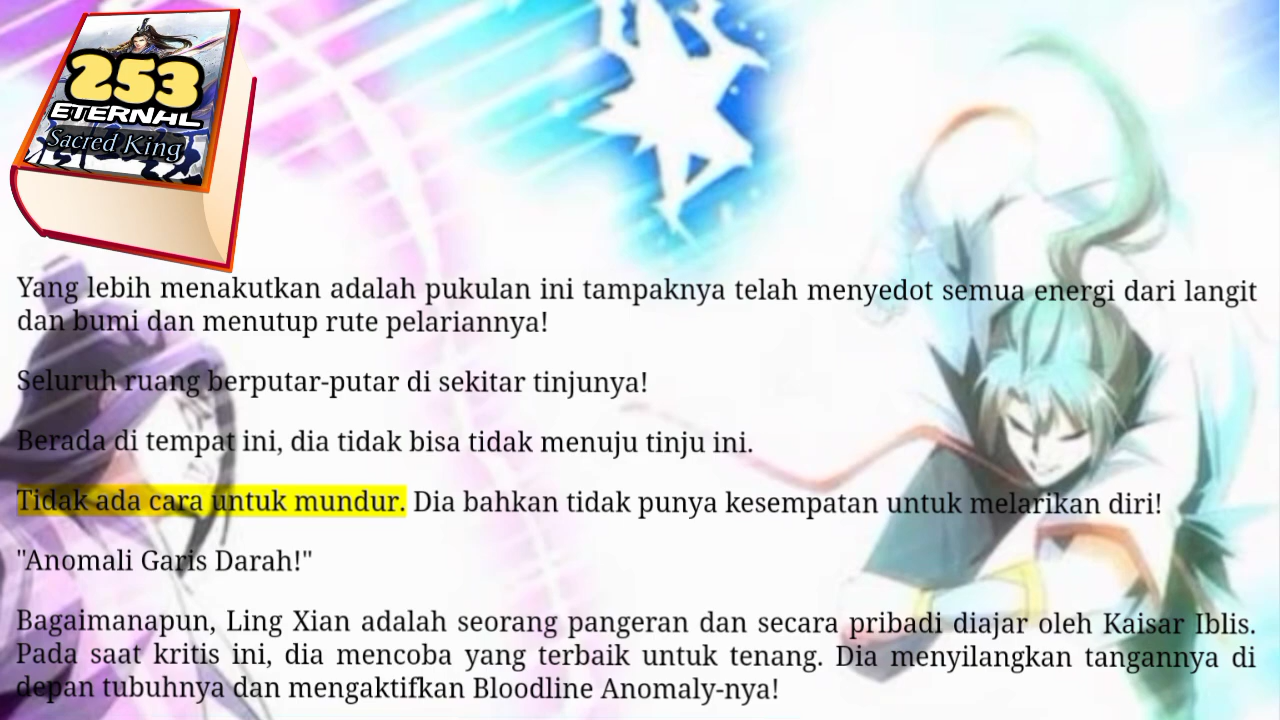 253
ETERNAL
Sacred King
Yang lebih menakutkan adalah pukulan ini tampaknya telah menyedot semua energi dari langit
dan bumi dan menutup rute pelariannya!
Seluruh ruang berputar-putar di sekitar tinjunya!
Berada di tempat ini, dia tidak bisa tidak menuju tinju ini.
Tidak ada cara untuk mundur. Dia bahkan tidak punya kesempatan untuk melarikan diri!
"Anomali Garis Darah!"
Bagaimanapun, Ling Xian adalah seorang pangeran dan secara pribadi diajar oleh Kaisar Iblis.
Pada saat kritis ini, dia mencoba yang terbaik untuk tenang. Dia menyilangkan tangannya di
depan tubuhnya dan mengaktifkan Bloodline Anomaly-nya!